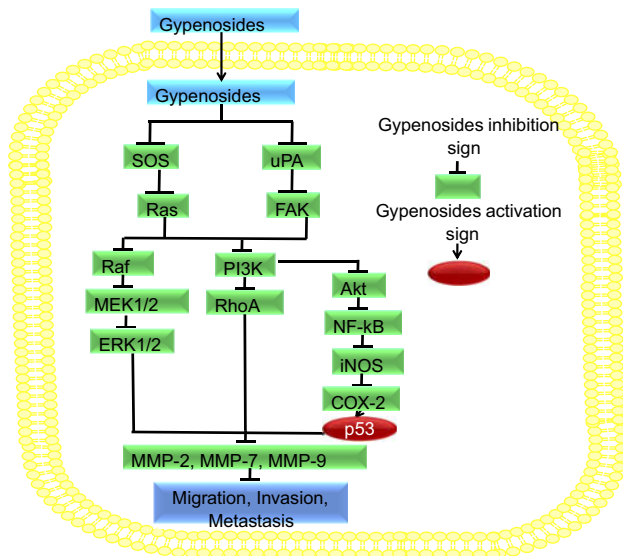 Gypenosides
Gypenosides
SOS
uPA
Ras
FAK
Raf
PI3K
Akt
MEK1/2
RhoA
NF-kB
ERK1/2
iNOS
COX-2
p53
MMP-2, MMP-7, MMP-9
Migration, Invasion,
Metastasis
Gypenosides inhibition
sign
Gypenosides activation
sign